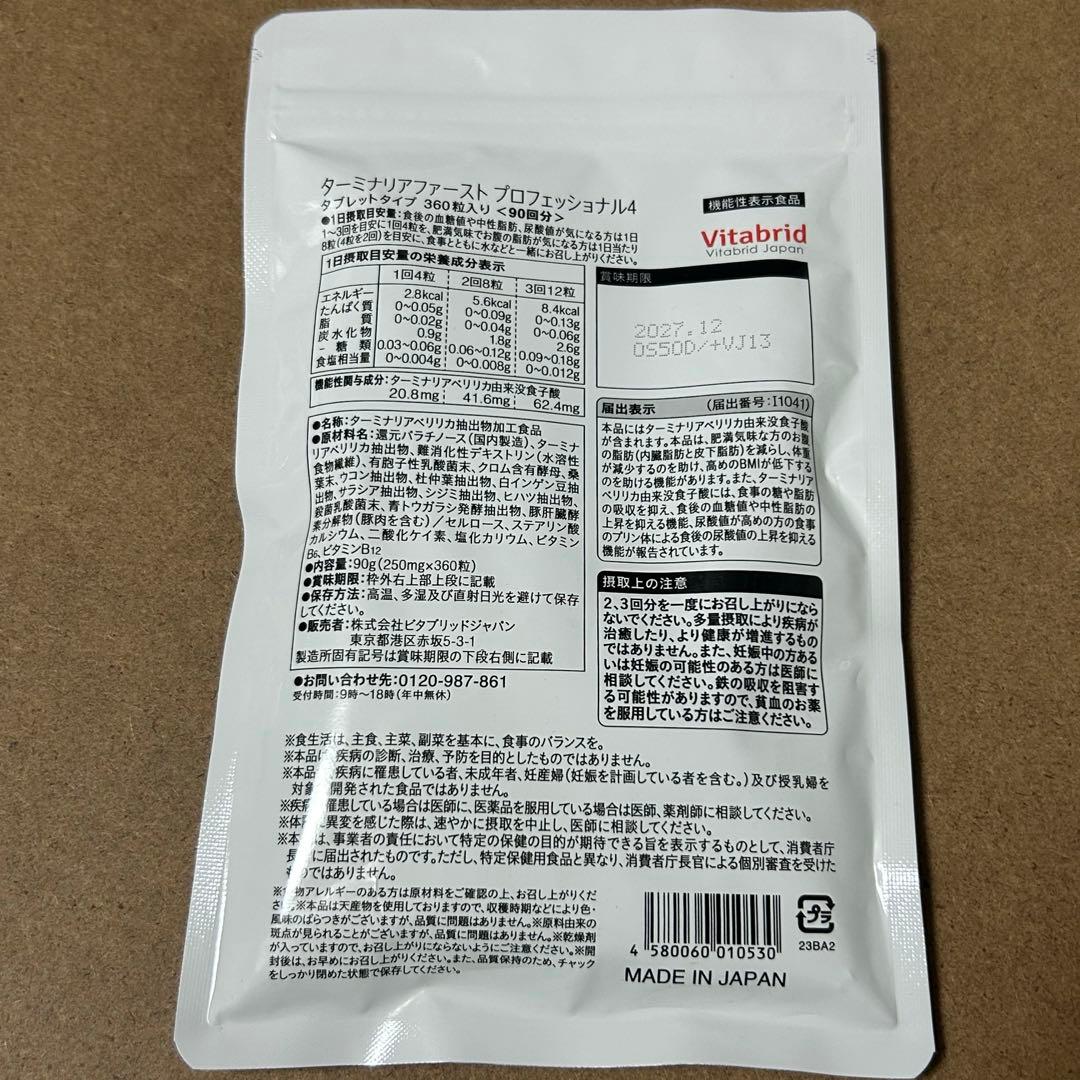 ターミナリアファースト プロフェッショナル4
タブレットタイプ 360粒入り <90回分>
●1日摂取目安量:食後の血糖値や中性脂肪、尿酸値が気になる方は1日
1〜3回を目安に1回4粒を、肥満気味でお腹の脂肪が気になる方は1日当たり
8粒(4粒を2回)を目安に、食事とともに水などと一緒にお召し上がりください。
1日摂取目安量の栄養成分表示
1回4粒 2回8粒 3回12粒
エネルギー 2.8kcal 5.6kcal 8.4kcal
たんぱく質 0〜0.05g 0〜0.09g 0〜0.13g
脂質 0〜0.02g 0〜0.04g 0〜0.06g
炭水化物 0.9g 1.8g 2.6g
- 糖類 0.03〜0.06g 0.06〜0.12g 0.09〜0.18g
食塩相当量 0〜0.004g 0〜0.008g 0〜0.012g
機能性関与成分:ターミナリアベリリカ由来没食子酸
20.8mg 41.6mg 62.4mg
●名称:ターミナリアベリリカ抽出物加工食品
●原材料名:還元パラチノース(国内製造)、ターミナ
リアベリリカ抽出物、難消化性デキストリン(水溶性
食物繊維)、有胞子性乳酸菌末、クロム含有酵母、桑
葉末、ウコン抽出物、杜仲葉抽出物、白インゲン豆抽
出物、サラシア抽出物、シジミ抽出物、ヒハツ抽出物、
殺菌乳酸菌末、青トウガラシ発酵抽出物、豚肝臓酵
素分解物(豚肉を含む)/セルロース、ステアリン酸
カルシウム、二酸化ケイ素、塩化カリウム、ビタミン
B6、ビタミンB12
●内容量:90g(250mg×360粒)
●賞味期限:枠外右上部上段に記載
●保存方法:高温、多湿及び直射日光を避けて保存
してください。
●販売者:株式会社ビタブリッドジャパン
東京都港区赤坂5-3-1
製造所固有記号は賞味期限の下段右側に記載
●お問い合わせ先:0120-987-861
受付時間:9時〜18時(年中無休)
機能性表示食品
Vitabrid
Vitabrid Japan
賞味期限
2027.12
OS50D/+VJ13
届出表示 (届出番号:I1041)
本品にはターミナリアベリリカ由来没食子酸
が含まれます。本品は、肥満気味な方のお腹
の脂肪(内臓脂肪と皮下脂肪)を減らし、体重
が減少するのを助け、高めのBMIが低下する
のを助ける機能があります。また、ターミナリア
ベリリカ由来没食子酸には、食事の糖や脂肪
の吸収を抑え、食後の血糖値や中性脂肪の
上昇を抑える機能、尿酸値が高めの方の食事
のプリン体による食後の尿酸値の上昇を抑える
機能が報告されています。
摂取上の注意
2、3回分を一度にお召し上がりになら
ないでください。多量摂取により疾病が
治癒したり、より健康が増進するもの
ではありません。また、妊娠中の方ある
いは妊娠の可能性のある方は医師に
相談してください。鉄の吸収を阻害す
る可能性がありますので、貧血のお薬
を服用している方はご注意ください。
※食生活は、主食、主菜、副菜を基本に、食事のバランスを。
※本品は、疾病の診断、治療、予防を目的としたものではありません。
※本品は、疾病に罹患している者、未成年者、妊産婦(妊娠を計画している者を含む。)及び授乳婦を
対象に開発された食品ではありません。
※疾病に罹患している場合は医師に、医薬品を服用している場合は医師、薬剤師に相談してください。
※体調に異変を感じた際は、速やかに摂取を中止し、医師に相談してください。
※本品は、事業者の責任において特定の保健の目的が期待できる旨を表示するものとして、消費者庁
長官に届出されたものです。ただし、特定保健用食品と異なり、消費者庁長官による個別審査を受けた
ものではありません。
※食物アレルギーのある方は原材料をご確認の上、お召し上がりくだ
さい。※本品は天産物を使用しておりますので、収穫時期などにより色・
風味のばらつきがございますが、品質に問題はありません。※原料由来の
斑点が見られることがございますが、品質に問題はありません。※乾燥剤
が入っていますので、お召し上がりにならないようにご注意ください。※開
封後は、お早めにお召し上がりください。また、品質保持のため、チャック
をしっかり閉めた状態で保存してください。
4 580060 010530
MADE IN JAPAN
プラ
23BA2